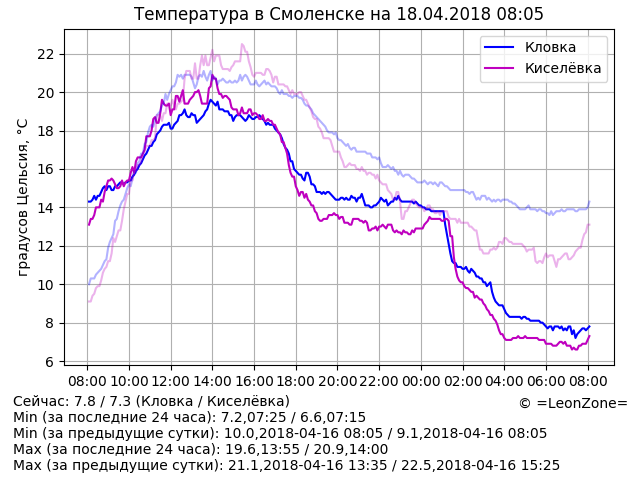 Температура в Смоленске на 18.04.2018 08:05
Кловка
Киселёвка
градусов Цельсия, °C
22
20
18
16
14
12
10
8
6
08:00 10:00 12:00 14:00 16:00 18:00 20:00 22:00 00:00 02:00 04:00 06:00 08:00
Сейчас: 7.8 / 7.3 (Кловка / Киселёвка)
© =LeonZone=
Min (за последние 24 часа): 7.2,07:25 / 6.6,07:15
Min (за предыдущие сутки): 10.0,2018-04-16 08:05 / 9.1,2018-04-16 08:05
Max (за последние 24 часа): 19.6,13:55 / 20.9,14:00
Max (за предыдущие сутки): 21.1,2018-04-16 13:35 / 22.5,2018-04-16 15:25